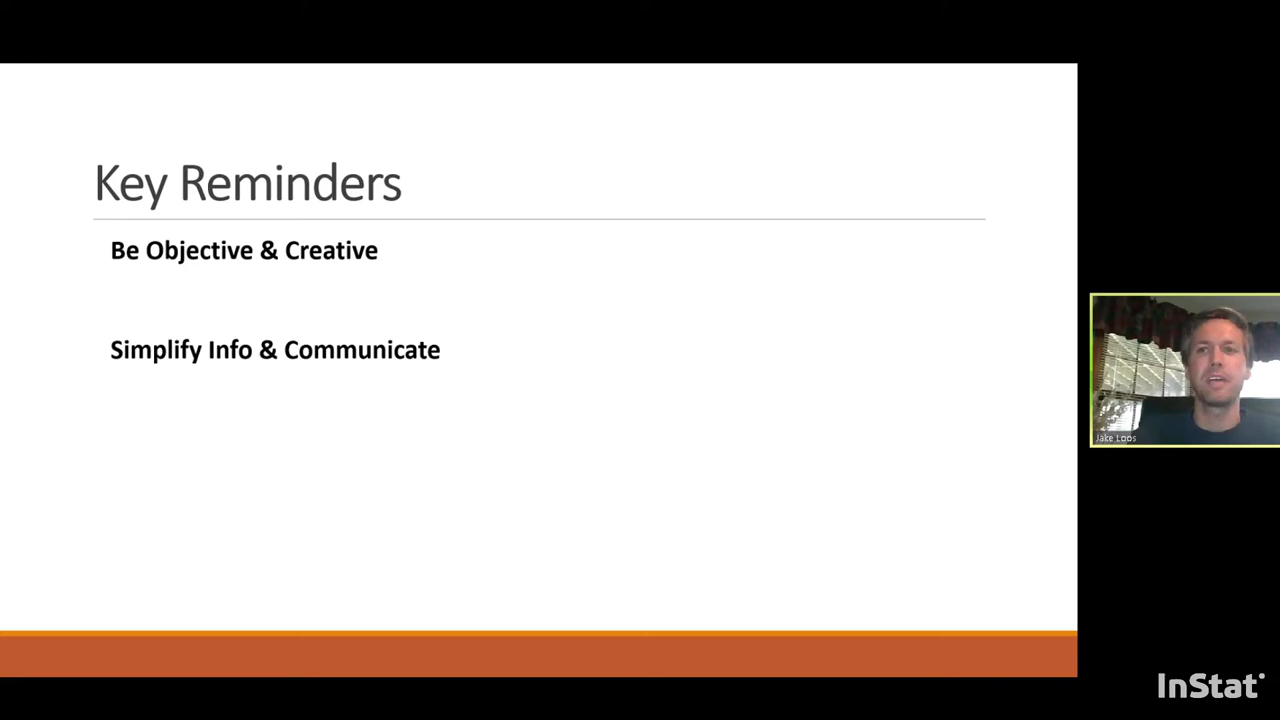 Key Reminders
Be Objective & Creative
Simplify Info & Communicate
Jake Loos
InStat